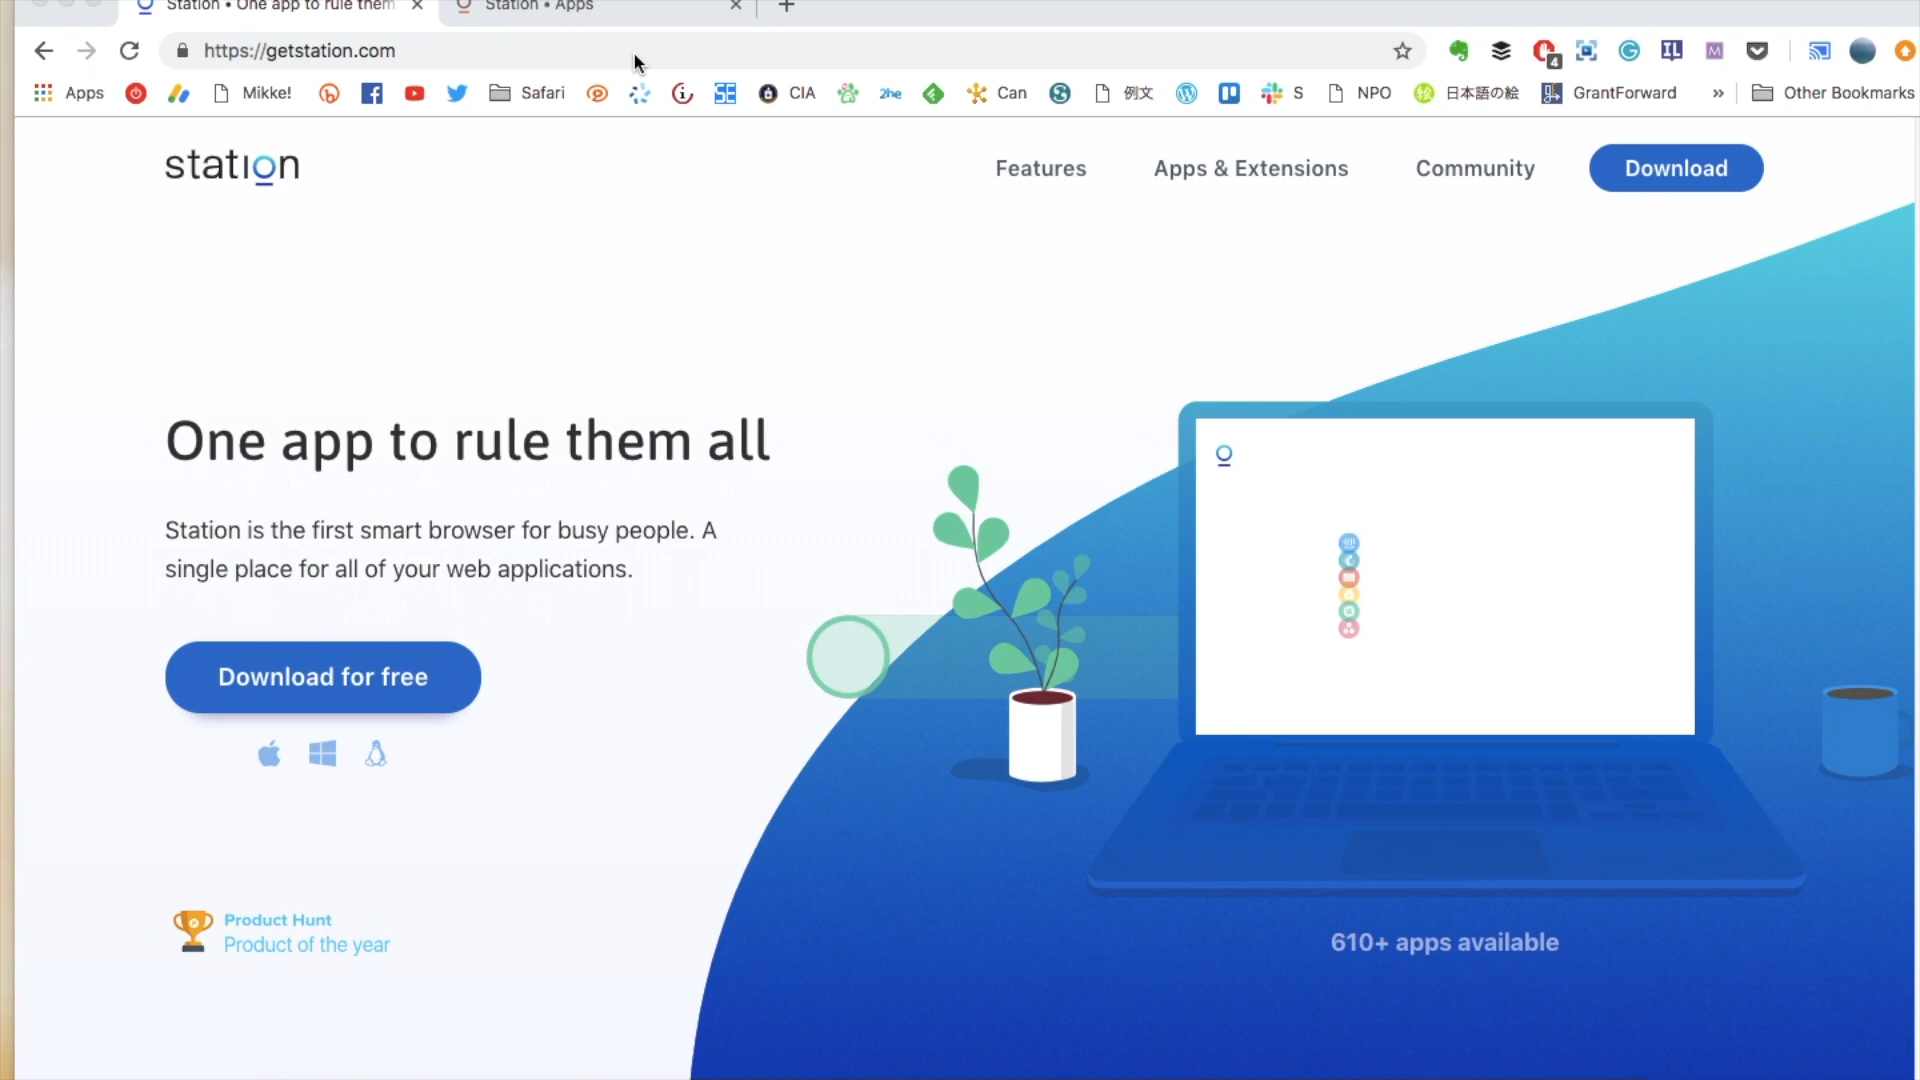 Station • One app to rule them
Station • Apps
https://getstation.com
4
Apps
Mikke!
Safari
CIA
2he
Can
例文
S
NPO
日本語の絵
GrantForward
»
Other Bookmarks
station
Features
Apps & Extensions
Community
Download
One app to rule them all
Station is the first smart browser for busy people. A
single place for all of your web applications.
Download for free
Product Hunt
Product of the year
610+ apps available